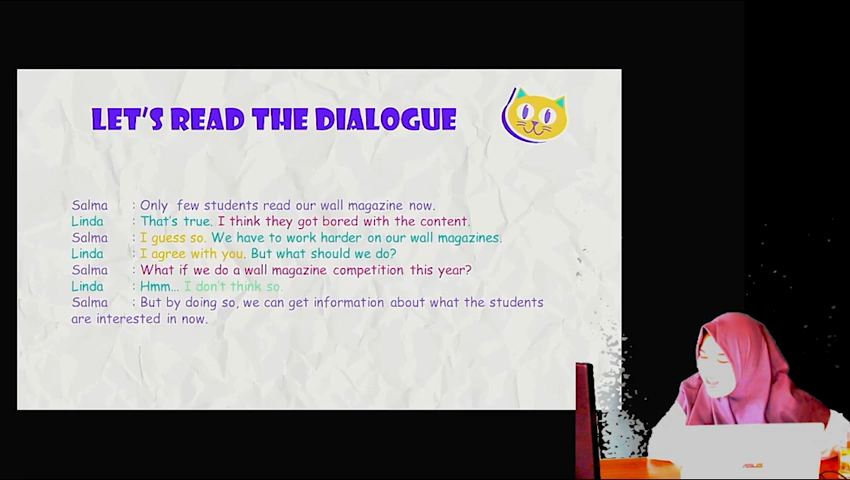 LET'S READ THE DIALOGUE
Salma : Only few students read our wall magazine now.
Linda : That's true. I think they got bored with the content.
Salma : I guess so. We have to work harder on our wall magazines.
Linda : I agree with you. But what should we do?
Salma : What if we do a wall magazine competition this year?
Linda : Hmm... I don't think so.
Salma : But by doing so, we can get information about what the students
are interested in now.
ASUS